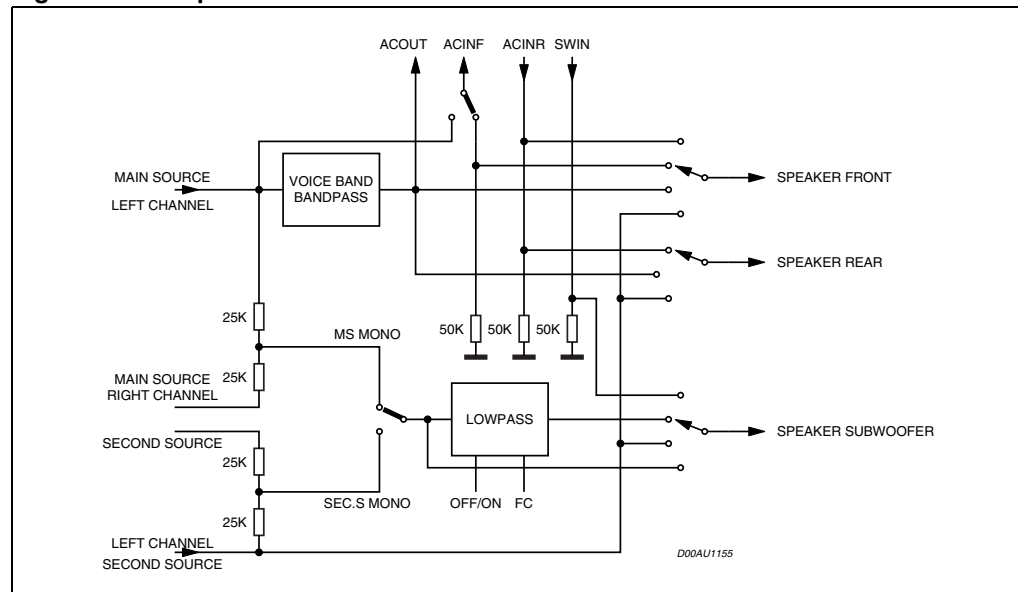 ACOUT ACINF ACINR SWIN
MAIN SOURCE
LEFT CHANNEL
VOICE BAND
BANDPASS
SPEAKER FRONT
SPEAKER REAR
25K
MS MONO
50K 50K 50K
25K
MAIN SOURCE
RIGHT CHANNEL
LOWPASS
SECOND SOURCE
SPEAKER SUBWOOFER
25K
SEC.S MONO
OFF/ON FC
25K
LEFT CHANNEL
SECOND SOURCE
D00AU1155